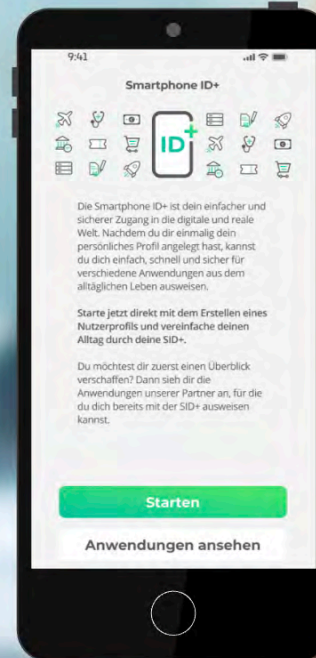 9:41
Smartphone ID+
ID+
Die Smartphone ID+ ist dein einfacher und
sicherer Zugang in die digitale und reale
Welt. Nachdem du dir einmalig dein
persönliches Profil angelegt hast, kannst
du dich einfach, schnell und sicher für
verschiedene Anwendungen aus dem
alltäglichen Leben ausweisen.
Starte jetzt direkt mit dem Erstellen eines
Nutzerprofils und vereinfache deinen
Alltag durch deine SID+.
Du möchtest dir zuerst einen Überblick
verschaffen? Dann sieh dir die
Anwendungen unserer Partner an, für die
du dich bereits mit der SID+ ausweisen
kannst.
Starten
Anwendungen ansehen